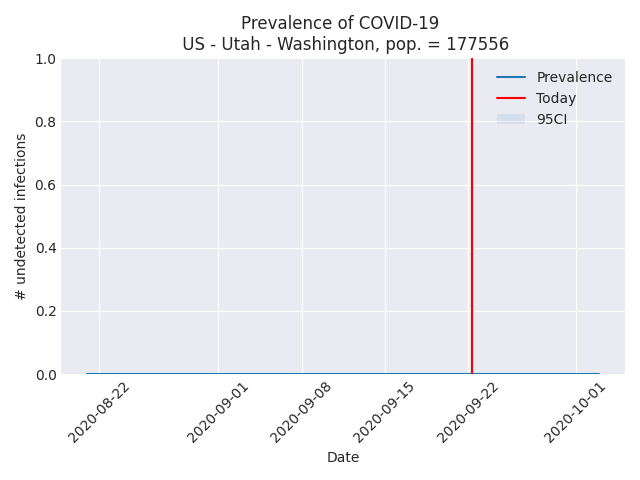 Prevalence of COVID-19
US - Utah - Washington, pop. = 177556
Prevalence
Today
95CI
# undetected infections
1.0
0.8
0.6
0.4
0.2
0.0
2020-08-22
2020-09-01
2020-09-08
2020-09-15
2020-09-22
2020-10-01
Date